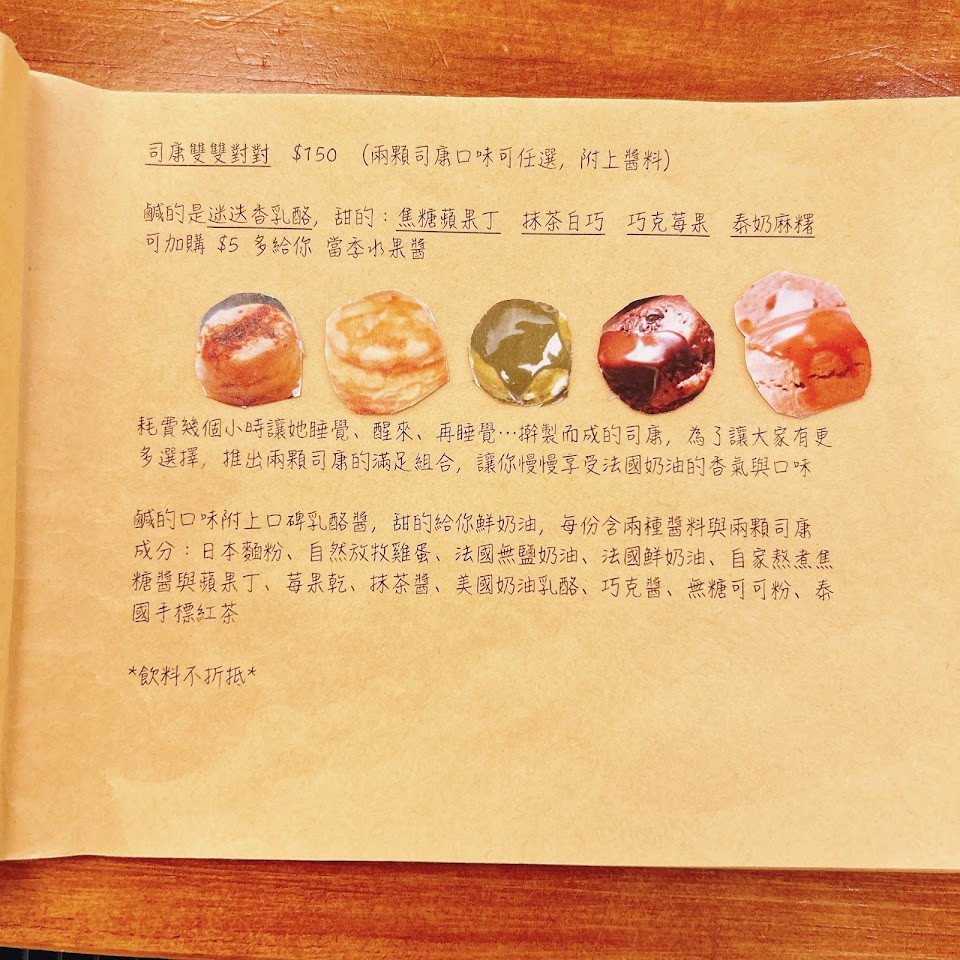 司康雙雙對對 $150 (兩顆司康口味可任選, 附上醬料)
鹹的是迷迭香乳酪, 甜的:焦糖蘋果丁 抹茶白巧 巧克莓果 泰奶麻糬
可加購 $5 多給你 當季水果醬
耗費幾個小時讓她睡覺、醒來、再睡覺…擀製而成的司康, 為了讓大家有更
多選擇, 推出兩顆司康的滿足組合, 讓你慢慢享受法國奶油的香氣與口味
鹹的口味附上口碑乳酪醬, 甜的給你鮮奶油, 每份含兩種醬料與兩顆司康
成分:日本麵粉、自然放牧雞蛋、法國無鹽奶油、法國鮮奶油、自家熬煮焦
糖醬與蘋果丁、莓果乾、抹茶醬、美國奶油乳酪、巧克醬、無糖可可粉、泰
國手標紅茶
*飲料不折抵*